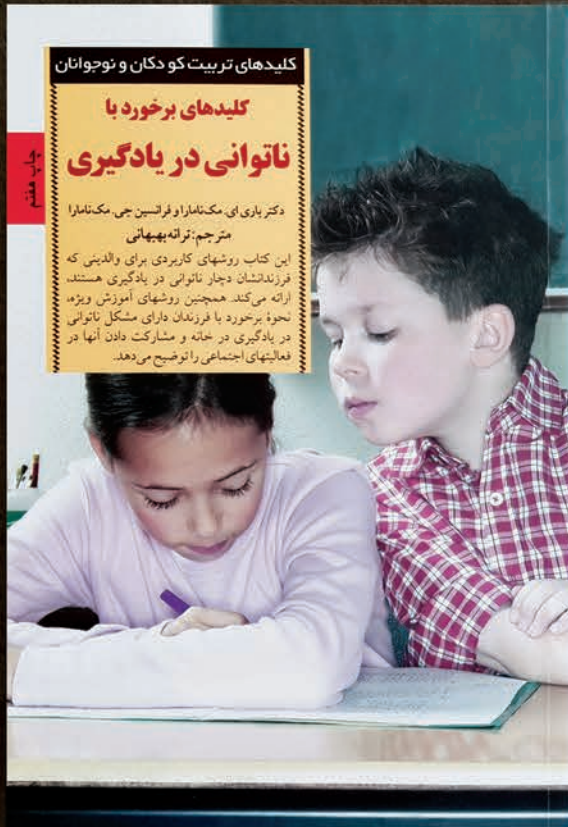 کلیدهای تربیت کودکان و نوجوانان
کلیدهای برخورد با
ناتوانی در یادگیری
دکتر باری ای. مک‌نامارا و فرانسین جی. مک‌نامارا
مترجم: ترانه بهبهانی
این کتاب روشهای کاربردی برای والدینی که
فرزندانشان دچار ناتوانی در یادگیری هستند،
ارائه می‌کند. همچنین روشهای آموزش ویژه،
نحوهٔ برخورد با فرزندان دارای مشکل ناتوانی
در یادگیری در خانه و مشارکت دادن آنها در
فعالیتهای اجتماعی را توضیح می‌دهد.
چاپ هفتم